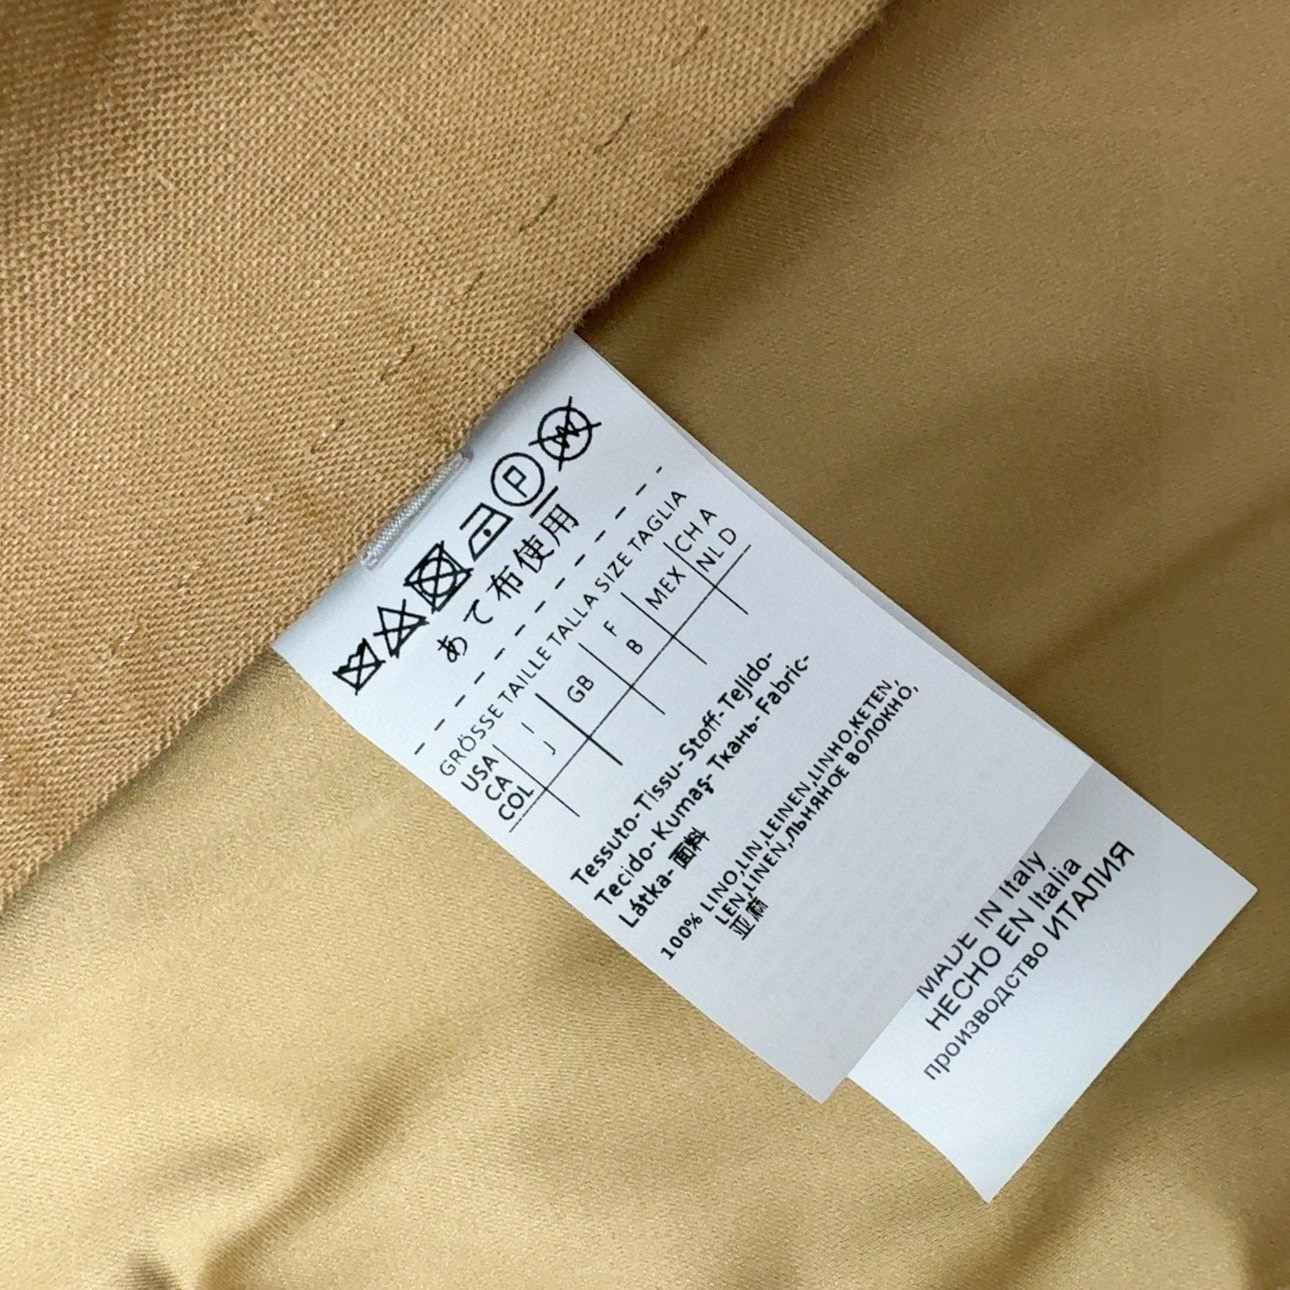 P
W
あて布使用
GRÖSSE TAILLE TALLA SIZE TAGLIA
USA J GB F MEX CH A
CA B NL D
COL
Tessuto-Tissu-Stoff-Tejido-
Tecido-Kumaş-Ткань-Fabric-
Látka-面料
100% LINO,LIN,LEINEN,LINHO,KETEN,
LEN,LINEN,ЛЬНЯНОЕ ВОЛОКНО,
亚麻
MADE IN Italy
HECHO EN Italia
производство ИТАЛИЯ